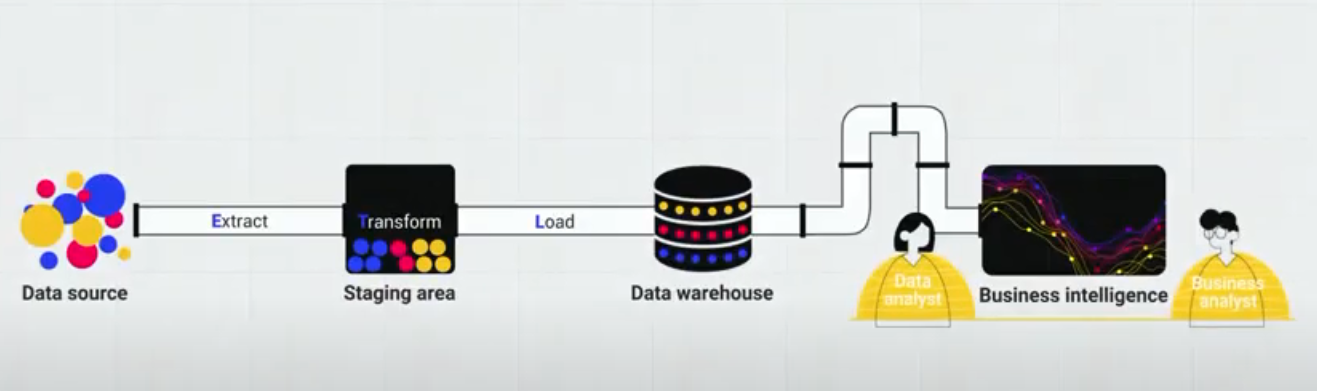 Extract
Transform
Load
Data source
Staging area
Data warehouse
Data
analyst
Business intelligence
Business
analyst